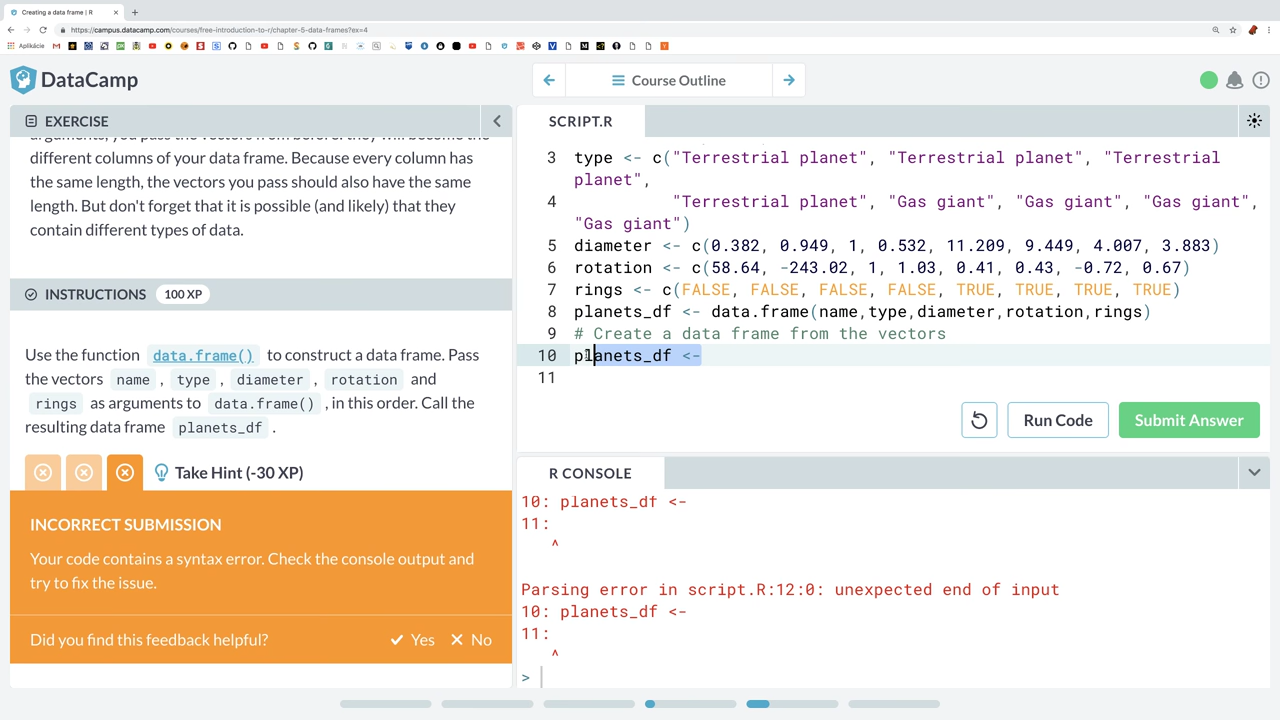 Creating a data frame | R
https://campus.datacamp.com/courses/free-introduction-to-r/chapter-5-data-frames?ex=4
Aplikácie
DataCamp
Course Outline
EXERCISE
different columns of your data frame. Because every column has
the same length, the vectors you pass should also have the same
length. But don't forget that it is possible (and likely) that they
contain different types of data.
INSTRUCTIONS
100 XP
Use the function data.frame() to construct a data frame. Pass
the vectors name , type , diameter , rotation and
rings as arguments to data.frame() , in this order. Call the
resulting data frame planets_df .
Take Hint (-30 XP)
INCORRECT SUBMISSION
Your code contains a syntax error. Check the console output and
try to fix the issue.
Did you find this feedback helpful?
Yes
No
SCRIPT.R
3 type <- c("Terrestrial planet", "Terrestrial planet", "Terrestrial
planet",
4 "Terrestrial planet", "Gas giant", "Gas giant", "Gas giant",
"Gas giant")
5 diameter <- c(0.382, 0.949, 1, 0.532, 11.209, 9.449, 4.007, 3.883)
6 rotation <- c(58.64, -243.02, 1, 1.03, 0.41, 0.43, -0.72, 0.67)
7 rings <- c(FALSE, FALSE, FALSE, FALSE, TRUE, TRUE, TRUE, TRUE)
8 planets_df <- data.frame(name,type,diameter,rotation,rings)
9 # Create a data frame from the vectors
10 planets_df <-
11
Run Code
Submit Answer
R CONSOLE
10: planets_df <-
11:
^
Parsing error in script.R:12:0: unexpected end of input
10: planets_df <-
11:
^
>